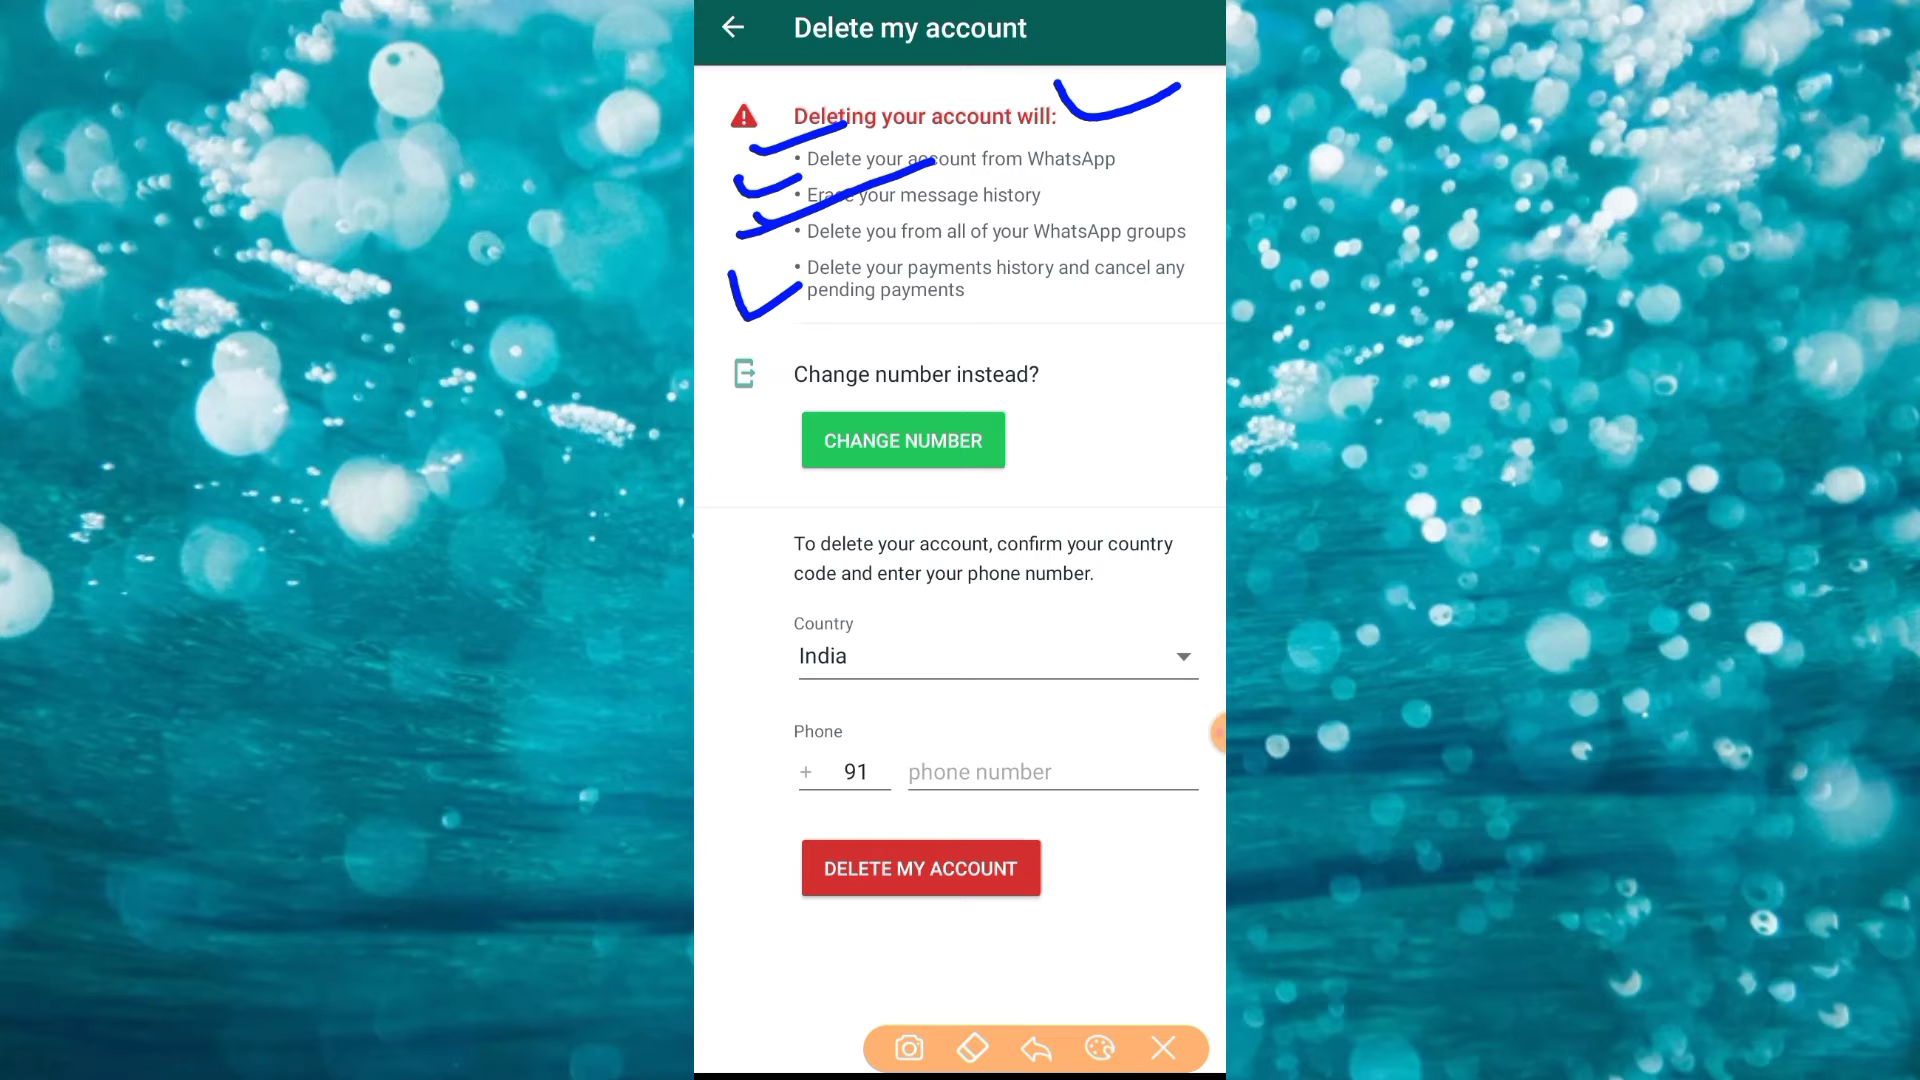 Delete my account
Deleting your account will:
• Delete your account from WhatsApp
• Erase your message history
• Delete you from all of your WhatsApp groups
• Delete your payments history and cancel any
pending payments
Change number instead?
CHANGE NUMBER
To delete your account, confirm your country
code and enter your phone number.
Country
India
Phone
+ 91 phone number
DELETE MY ACCOUNT